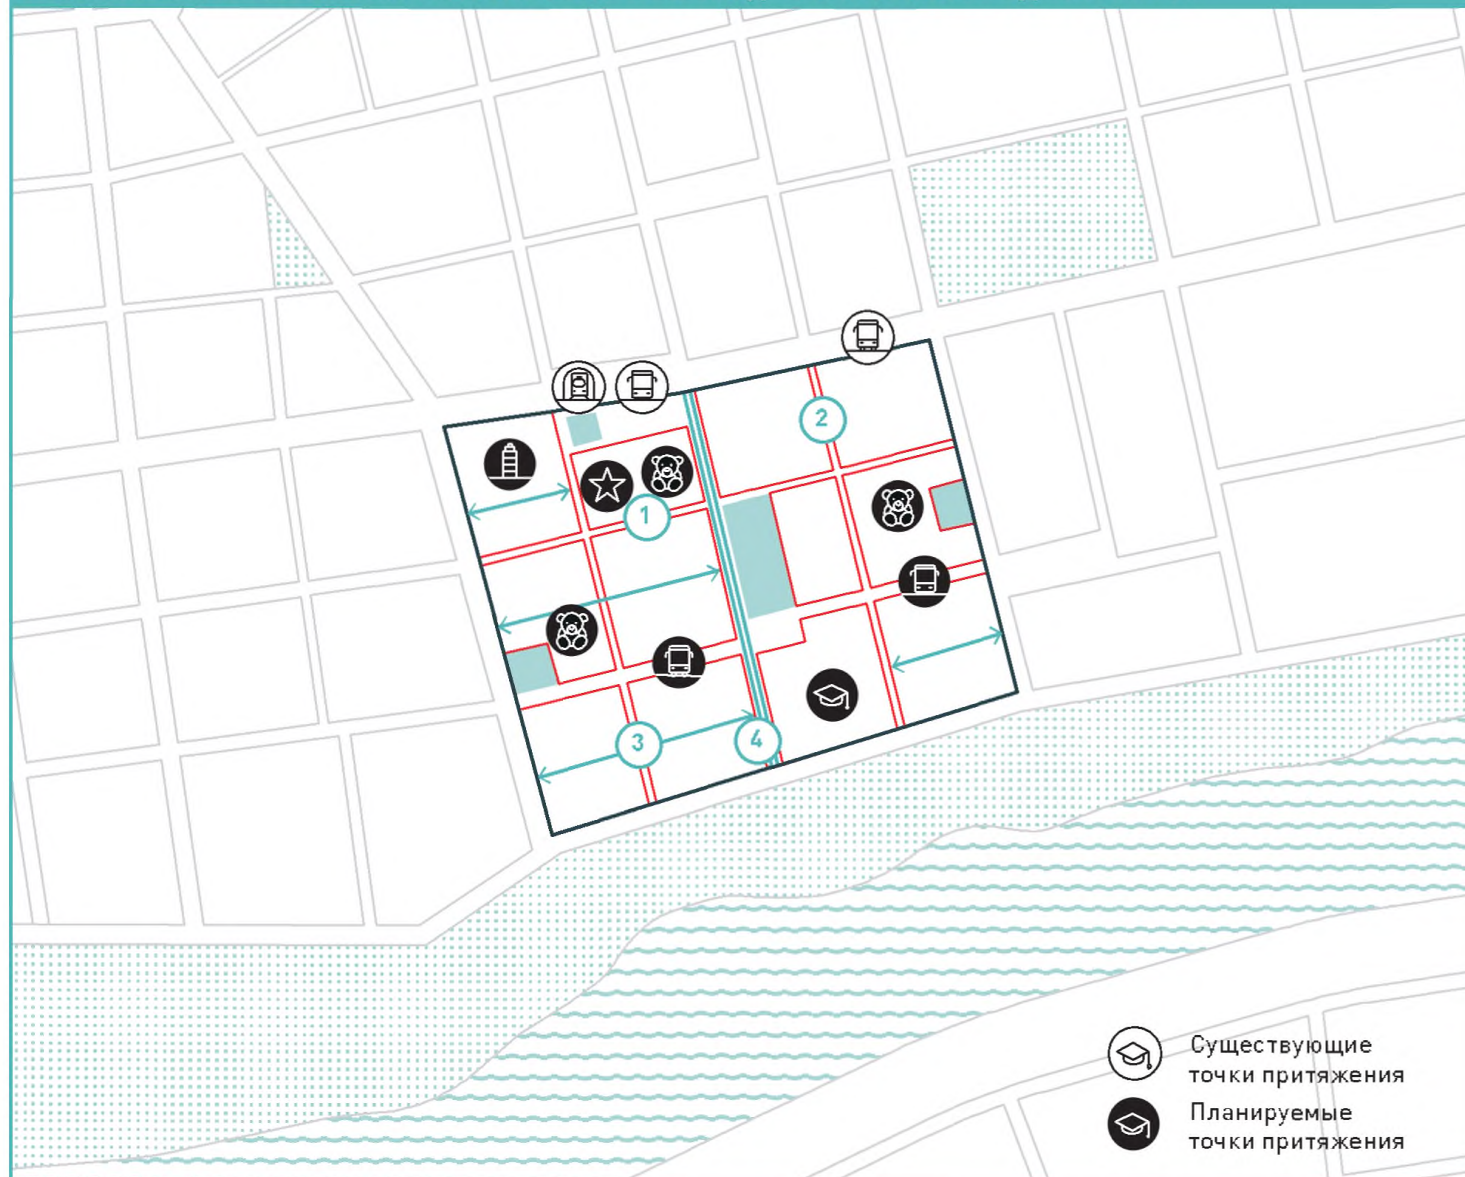 2
1
3
4
Существующие
точки притяжения
Планируемые
точки притяжения